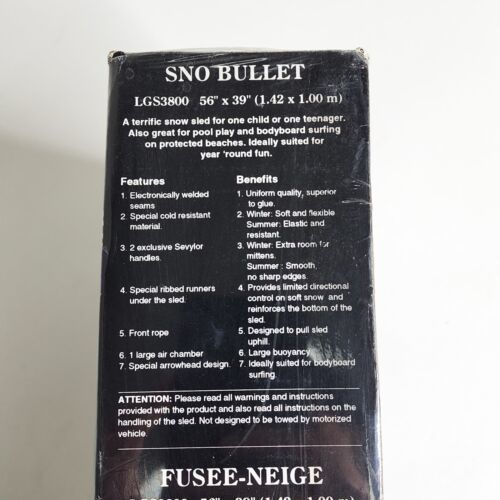 SNO BULLET
LGS3800 56" x 39" (1.42 x 1.00 m)
A terrific snow sled for one child or one teenager.
Also great for pool play and bodyboard surfing
on protected beaches. Ideally suited for
year 'round fun.
Features
1. Electronically welded
seams
2. Special cold resistant
material.
3. 2 exclusive Sevylor
handles.
4. Special ribbed runners
under the sled.
5. Front rope
6. 1 large air chamber
7. Special arrowhead design.
Benefits
1. Uniform quality, superior
to glue.
2. Winter: Soft and flexible
Summer: Elastic and
resistant.
3. Winter: Extra room for
mittens.
Summer : Smooth,
no sharp edges.
4. Provides limited directional
control on soft snow and
reinforces the bottom of the
sled.
5. Designed to pull sled
uphill.
6. Large buoyancy
7. Ideally suited for bodyboard
surfing.
ATTENTION: Please read all warnings and instructions
provided with the product and also read all instructions on the
handling of the sled. Not designed to be towed by motorized
vehicle.
FUSEE-NEIGE
LGS3800 56" x 39" (1.42 x 1.00 m)